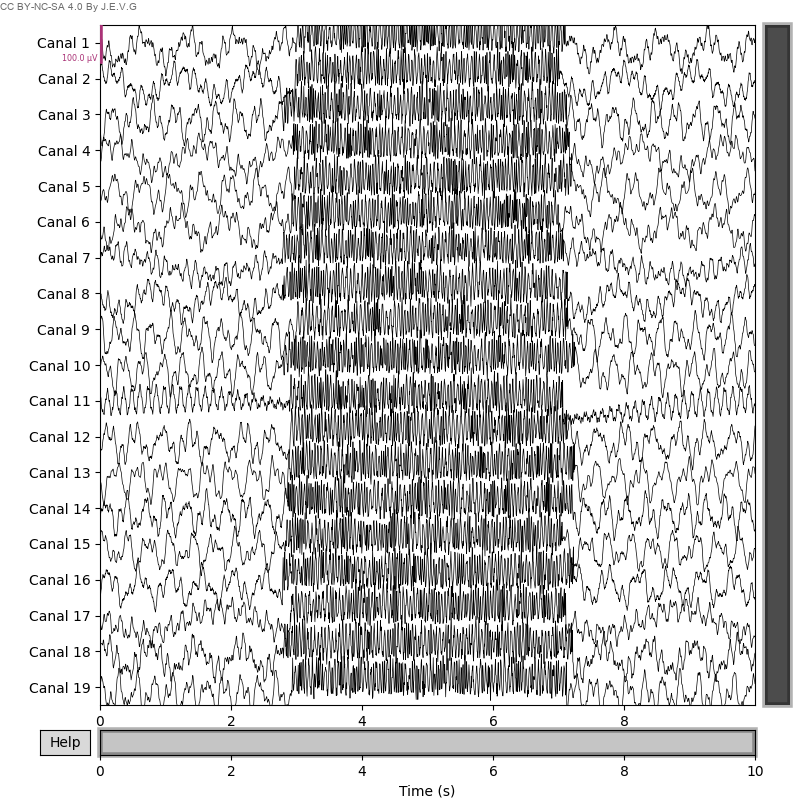 CC BY-NC-SA 4.0 By J.E.V.G
Canal 1
100.0 µV
Canal 2
Canal 3
Canal 4
Canal 5
Canal 6
Canal 7
Canal 8
Canal 9
Canal 10
Canal 11
Canal 12
Canal 13
Canal 14
Canal 15
Canal 16
Canal 17
Canal 18
Canal 19
0 2 4 6 8
Help
0 2 4 6 8 10
Time (s)